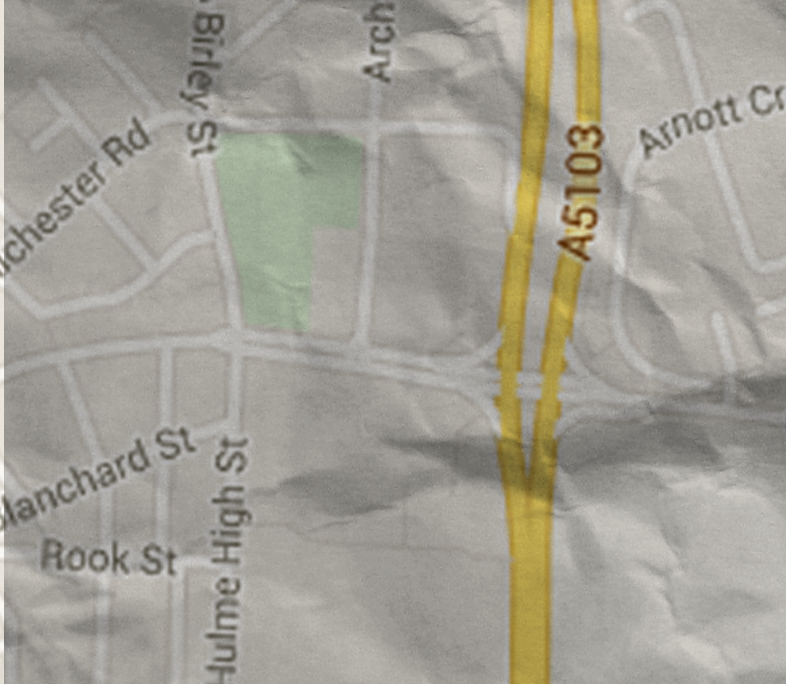 Birley St
Arch
Arnott Cr
chester Rd
A5103
lanchard St
Rook St
Hulme High St